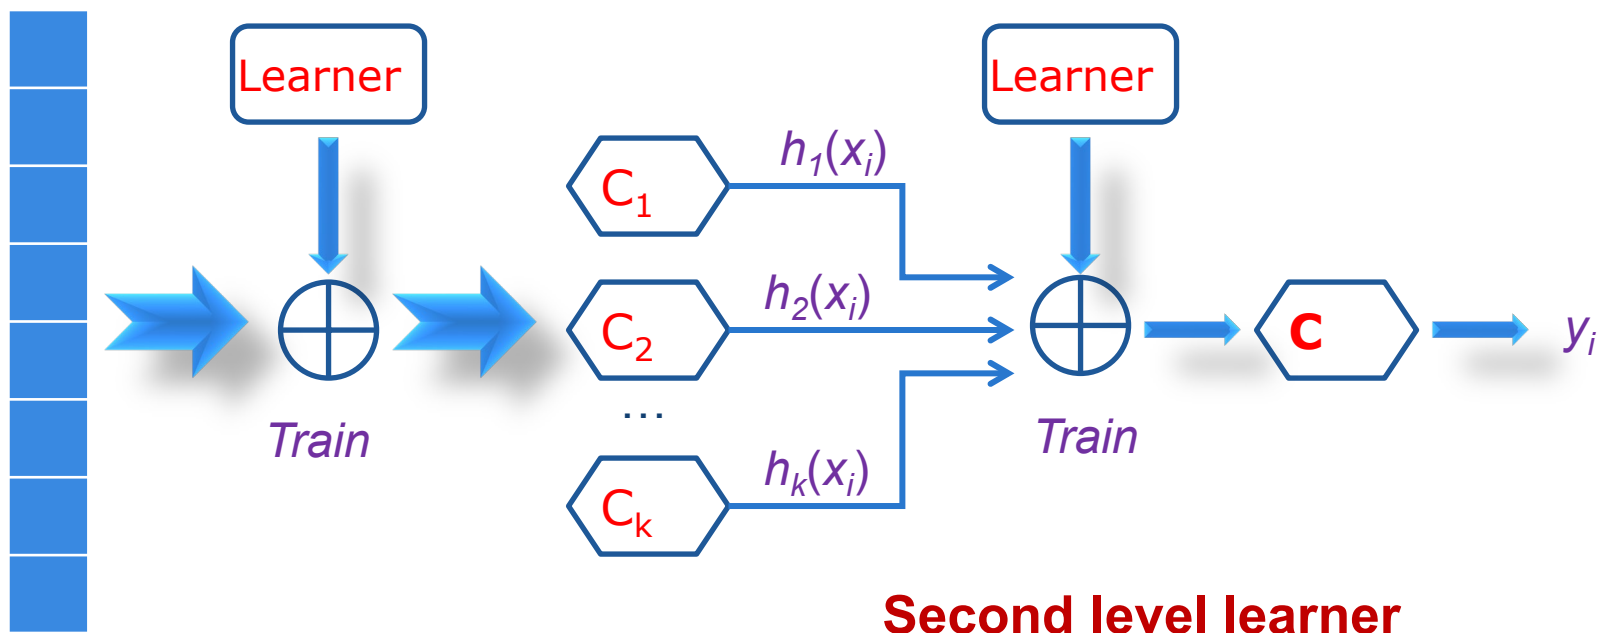 Learner
Learner
C₁
h₁(xᵢ)
C₂
h₂(xᵢ)
C
yᵢ
...
Train
Train
Cₖ
hₖ(xᵢ)
Second level learner